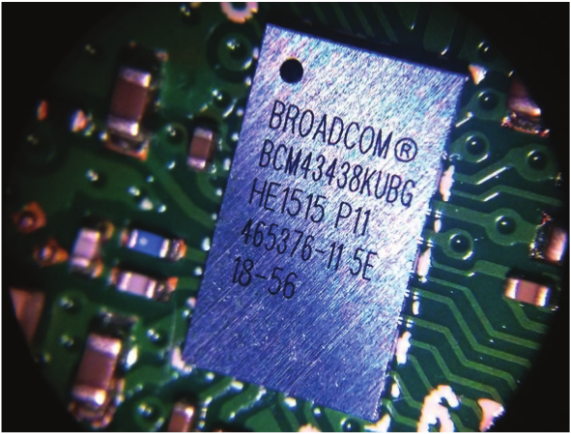 BROADCOM®
BCM43438KUBG
HE1515 P11
465376-11 5E
18-56